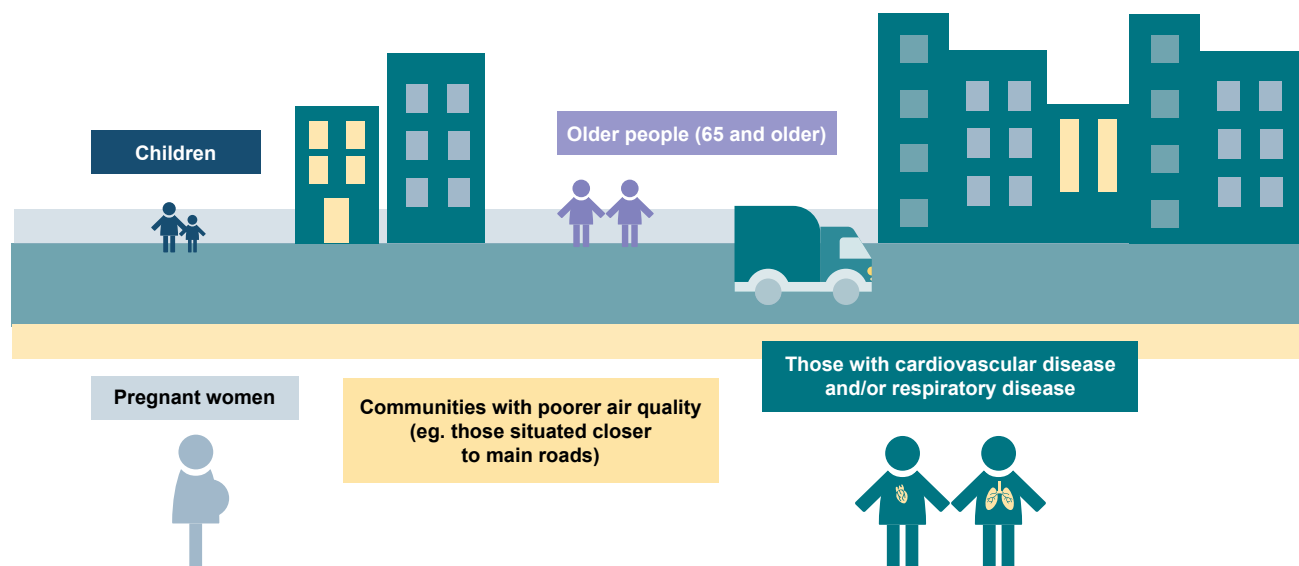 Children
Older people (65 and older)
Pregnant women
Communities with poorer air quality
(eg. those situated closer
to main roads)
Those with cardiovascular disease
and/or respiratory disease